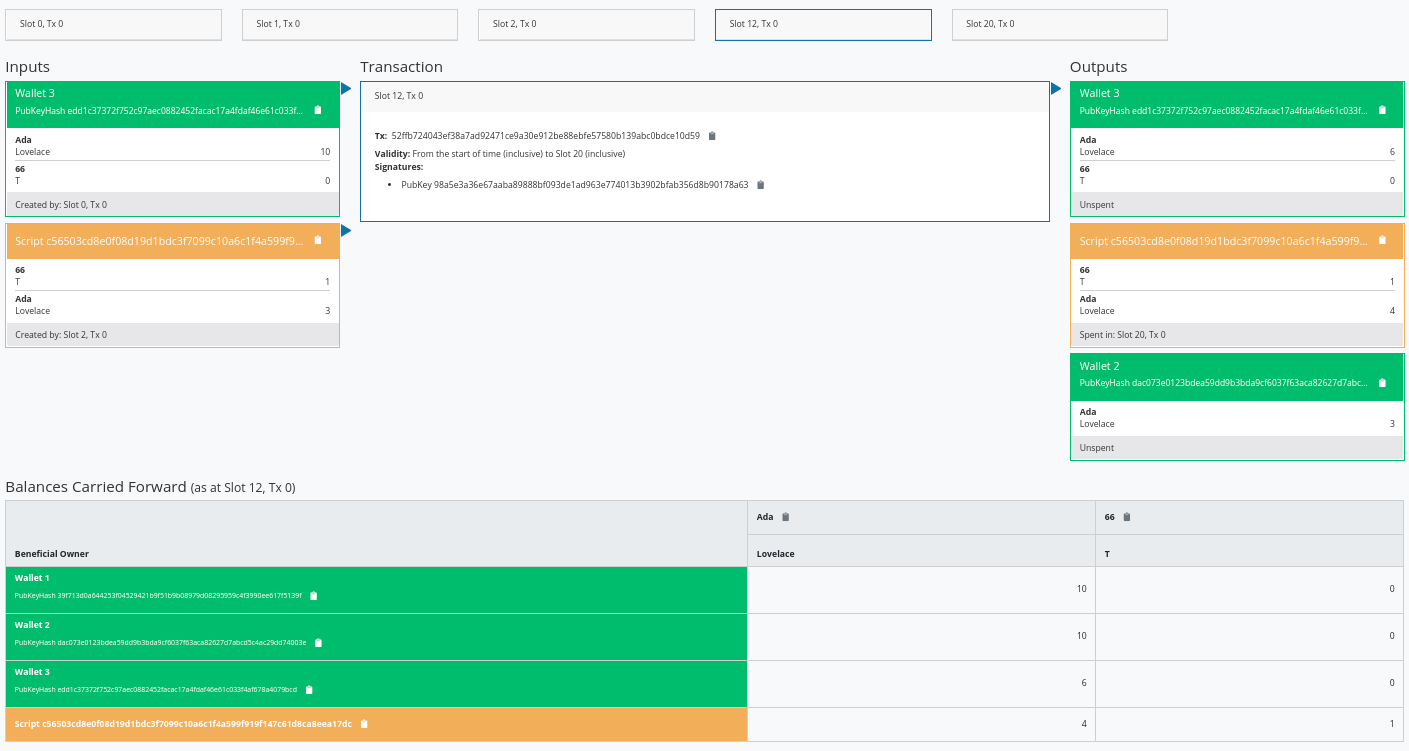 Slot 0, Tx 0
Slot 1, Tx 0
Slot 2, Tx 0
Slot 12, Tx 0
Slot 20, Tx 0
Inputs
Wallet 3
PubKeyHash edd1c37372f752c97aec0882452facac17a4fdaf46e61c033f...
Ada
Lovelace 10
66
T 0
Created by: Slot 0, Tx 0
Script c56503cd8e0f08d19d1bdc3f7099c10a6c1f4a599f9...
66
T 1
Ada
Lovelace 3
Created by: Slot 2, Tx 0
Transaction
Slot 12, Tx 0
Tx: 52ffb724043ef38a7ad92471ce9a30e912be88ebfe57580b139abc0bdce10d59
Validity: From the start of time (inclusive) to Slot 20 (inclusive)
Signatures:
• PubKey 98a5e3a36e67aaba89888bf093de1ad963e774013b3902bfab356d8b90178a63
Outputs
Wallet 3
PubKeyHash edd1c37372f752c97aec0882452facac17a4fdaf46e61c033f...
Ada
Lovelace 6
66
T 0
Unspent
Script c56503cd8e0f08d19d1bdc3f7099c10a6c1f4a599f9...
66
T 1
Ada
Lovelace 4
Spent in: Slot 20, Tx 0
Wallet 2
PubKeyHash dac073e0123bdea59dd9b3bda9cf6037f63aca82627d7abc...
Ada
Lovelace 3
Unspent
Balances Carried Forward (as at Slot 12, Tx 0)
Ada 66
Beneficial Owner Lovelace T
Wallet 1
PubKeyHash 39f713d0a644253f04529421b9f51b9b08979d08295959c4f3990ee617f5139f
10 0
Wallet 2
PubKeyHash dac073e0123bdea59dd9b3bda9cf6037f63aca82627d7abcd5c4ac29dd74003e
10 0
Wallet 3
PubKeyHash edd1c37372f752c97aec0882452facac17a4fdaf46e61c033f4af678a4079bcd
6 0
Script c56503cd8e0f08d19d1bdc3f7099c10a6c1f4a599f919f147c61d8ca8eea17dc 4 1